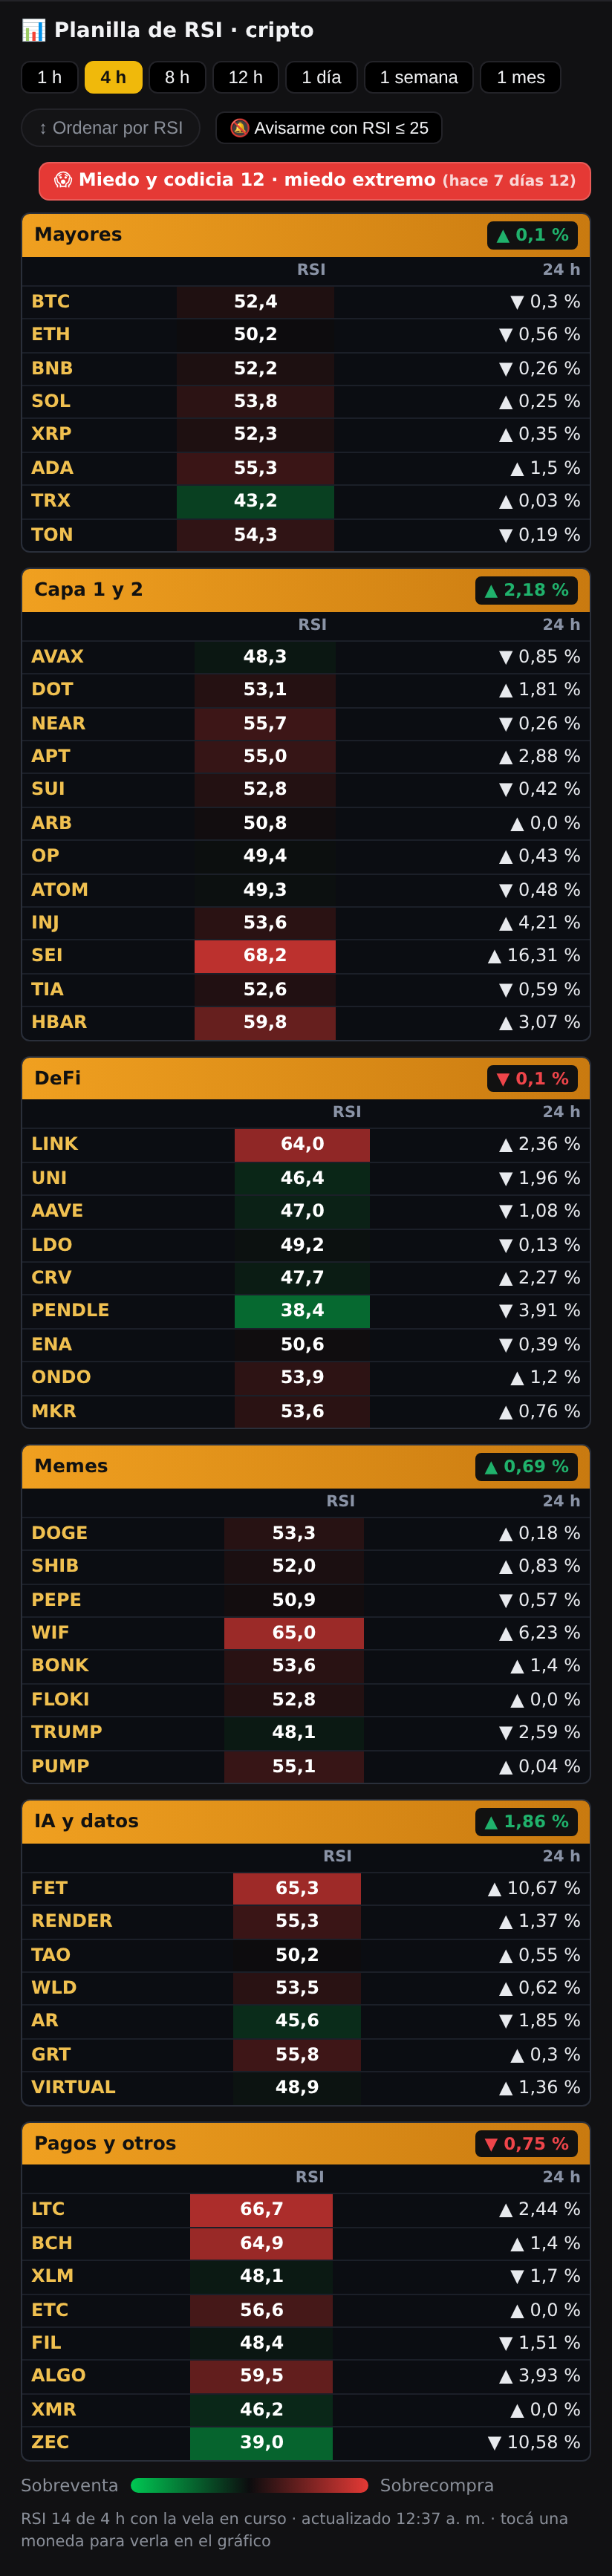 📊 Planilla de RSI · cripto
1 h 4 h 8 h 12 h 1 día 1 semana 1 mes
↕ Ordenar por RSI 🔕 Avisarme con RSI ≤ 25
😱 Miedo y codicia 12 · miedo extremo (hace 7 días 12)
Mayores ▲ 0,1 %
RSI 24 h
BTC 52,4 ▼ 0,3 %
ETH 50,2 ▼ 0,56 %
BNB 52,2 ▼ 0,26 %
SOL 53,8 ▲ 0,25 %
XRP 52,3 ▲ 0,35 %
ADA 55,3 ▲ 1,5 %
TRX 43,2 ▲ 0,03 %
TON 54,3 ▼ 0,19 %
Capa 1 y 2 ▲ 2,18 %
RSI 24 h
AVAX 48,3 ▼ 0,85 %
DOT 53,1 ▲ 1,81 %
NEAR 55,7 ▼ 0,26 %
APT 55,0 ▲ 2,88 %
SUI 52,8 ▼ 0,42 %
ARB 50,8 ▲ 0,0 %
OP 49,4 ▲ 0,43 %
ATOM 49,3 ▼ 0,48 %
INJ 53,6 ▲ 4,21 %
SEI 68,2 ▲ 16,31 %
TIA 52,6 ▼ 0,59 %
HBAR 59,8 ▲ 3,07 %
DeFi ▼ 0,1 %
RSI 24 h
LINK 64,0 ▲ 2,36 %
UNI 46,4 ▼ 1,96 %
AAVE 47,0 ▼ 1,08 %
LDO 49,2 ▼ 0,13 %
CRV 47,7 ▲ 2,27 %
PENDLE 38,4 ▼ 3,91 %
ENA 50,6 ▼ 0,39 %
ONDO 53,9 ▲ 1,2 %
MKR 53,6 ▲ 0,76 %
Memes ▲ 0,69 %
RSI 24 h
DOGE 53,3 ▲ 0,18 %
SHIB 52,0 ▲ 0,83 %
PEPE 50,9 ▼ 0,57 %
WIF 65,0 ▲ 6,23 %
BONK 53,6 ▲ 1,4 %
FLOKI 52,8 ▲ 0,0 %
TRUMP 48,1 ▼ 2,59 %
PUMP 55,1 ▲ 0,04 %
IA y datos ▲ 1,86 %
RSI 24 h
FET 65,3 ▲ 10,67 %
RENDER 55,3 ▲ 1,37 %
TAO 50,2 ▲ 0,55 %
WLD 53,5 ▲ 0,62 %
AR 45,6 ▼ 1,85 %
GRT 55,8 ▲ 0,3 %
VIRTUAL 48,9 ▲ 1,36 %
Pagos y otros ▼ 0,75 %
RSI 24 h
LTC 66,7 ▲ 2,44 %
BCH 64,9 ▲ 1,4 %
XLM 48,1 ▼ 1,7 %
ETC 56,6 ▲ 0,0 %
FIL 48,4 ▼ 1,51 %
ALGO 59,5 ▲ 3,93 %
XMR 46,2 ▲ 0,0 %
ZEC 39,0 ▼ 10,58 %
Sobreventa Sobrecompra
RSI 14 de 4 h con la vela en curso · actualizado 12:37 a. m. · tocá una
moneda para verla en el gráfico